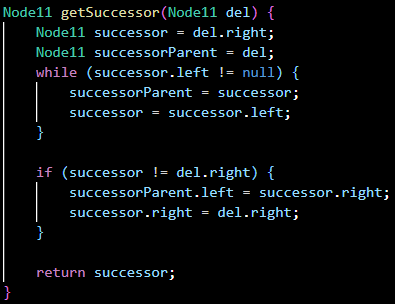 Node11 getSuccessor(Node11 del) {
    Node11 successor = del.right;
    Node11 successorParent = del;
    while (successor.left != null) {
        successorParent = successor;
        successor = successor.left;
    }

    if (successor != del.right) {
        successorParent.left = successor.right;
        successor.right = del.right;
    }

    return successor;
}